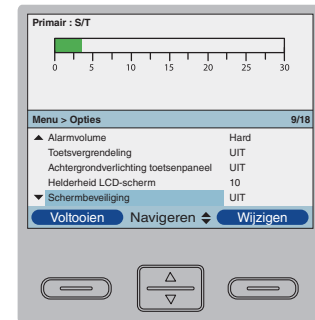 Primair : S/T
0 5 10 15 20 25 30
Menu > Opties 9/18
Alarmvolume Hard
Toetsvergrendeling UIT
Achtergrondverlichting toetsenpaneel UIT
Helderheid LCD-scherm 10
Schermbeveiliging UIT
Voltooien Navigeren Wijzigen